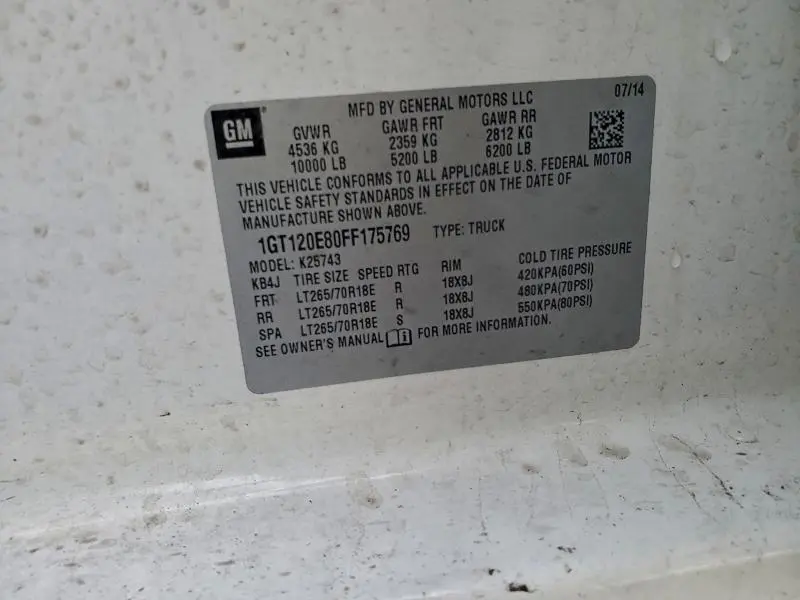 GM
MFD BY GENERAL MOTORS LLC 07/14
GVWR GAWR FRT GAWR RR
4536 KG 2359 KG 2812 KG
10000 LB 5200 LB 6200 LB
THIS VEHICLE CONFORMS TO ALL APPLICABLE U.S. FEDERAL MOTOR
VEHICLE SAFETY STANDARDS IN EFFECT ON THE DATE OF
MANUFACTURE SHOWN ABOVE.
1GT120E80FF175769 TYPE: TRUCK
MODEL: K25743
KB4J TIRE SIZE SPEED RTG RIM COLD TIRE PRESSURE
FRT LT265/70R18E R 18X8J 420KPA(60PSI)
RR LT265/70R18E R 18X8J 480KPA(70PSI)
SPA LT265/70R18E S 18X8J 550KPA(80PSI)
SEE OWNER'S MANUAL FOR MORE INFORMATION.